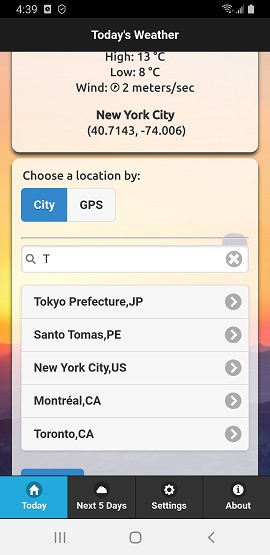 4:39
Today's Weather
High: 13 °C
Low: 8 °C
Wind: 2 meters/sec
New York City
(40.7143, -74.006)
Choose a location by:
City GPS
T
Tokyo Prefecture,JP
Santo Tomas,PE
New York City,US
Montréal,CA
Toronto,CA
Today Next 5 Days Settings About